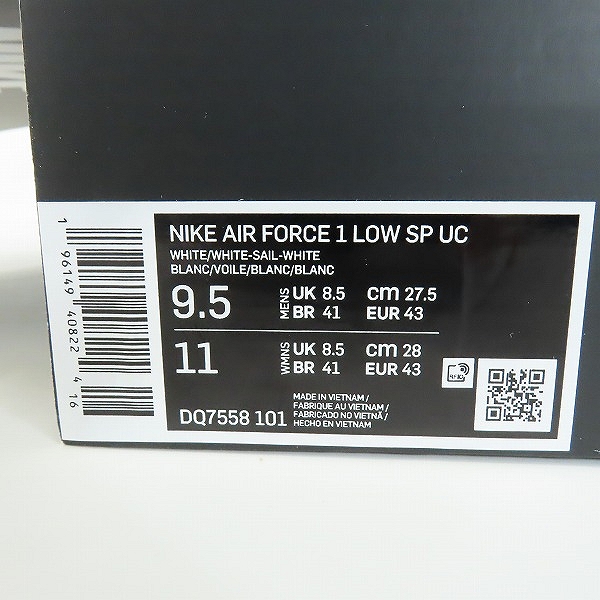 NIKE AIR FORCE 1 LOW SP UC
WHITE/WHITE-SAIL-WHITE
BLANC/VOILE/BLANC/BLANC
9.5 MENS UK 8.5 cm 27.5
BR 41 EUR 43
11 WMNS UK 8.5 cm 28
BR 41 EUR 43
DQ7558 101
MADE IN VIETNAM/
FABRIQUE AU VIETNAM/
FABRICADO NO VIETNÃ/
HECHO EN VIETNAM
1 96149 40822 416